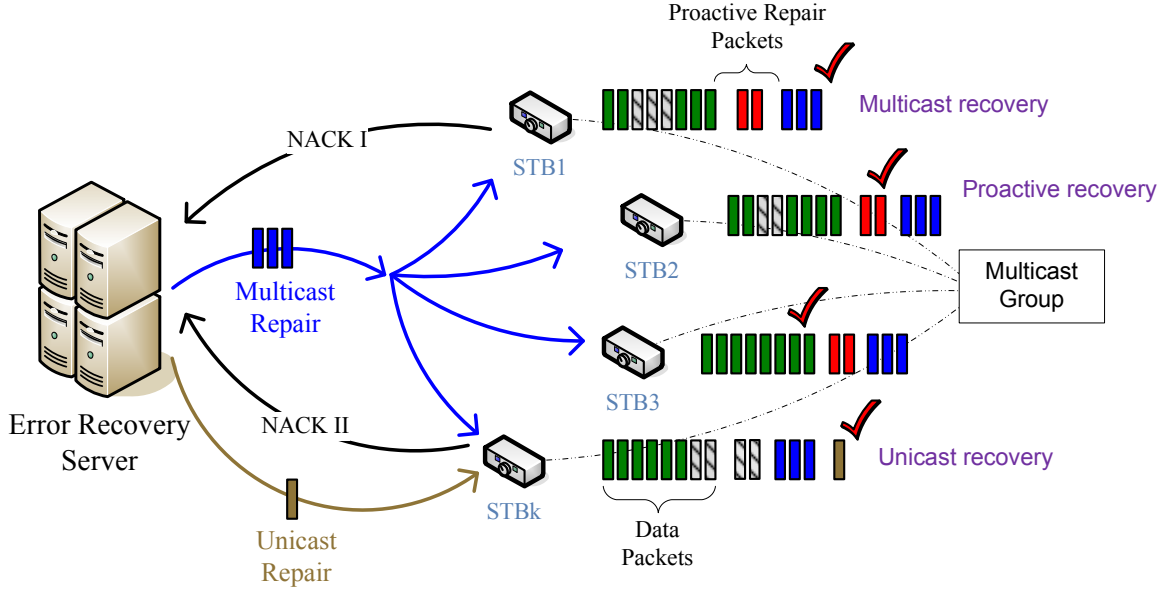 Proactive Repair
Packets
Multicast recovery
NACK I
STB1
Proactive recovery
STB2
Multicast
Group
Multicast
Repair
STB3
NACK II
Error Recovery
Server
Unicast recovery
STBk
Data
Packets
Unicast
Repair